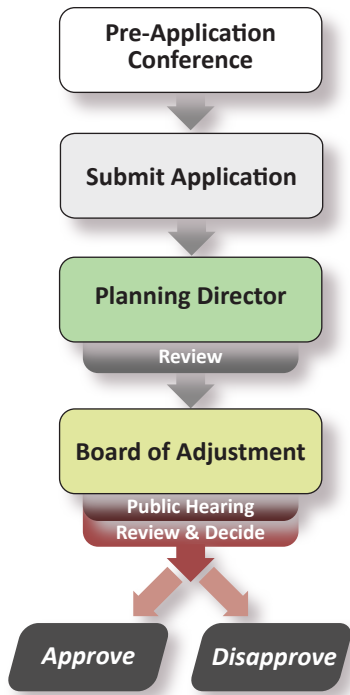 Pre-Application
Conference
Submit Application
Planning Director
Review
Board of Adjustment
Public Hearing
Review & Decide
Approve
Disapprove